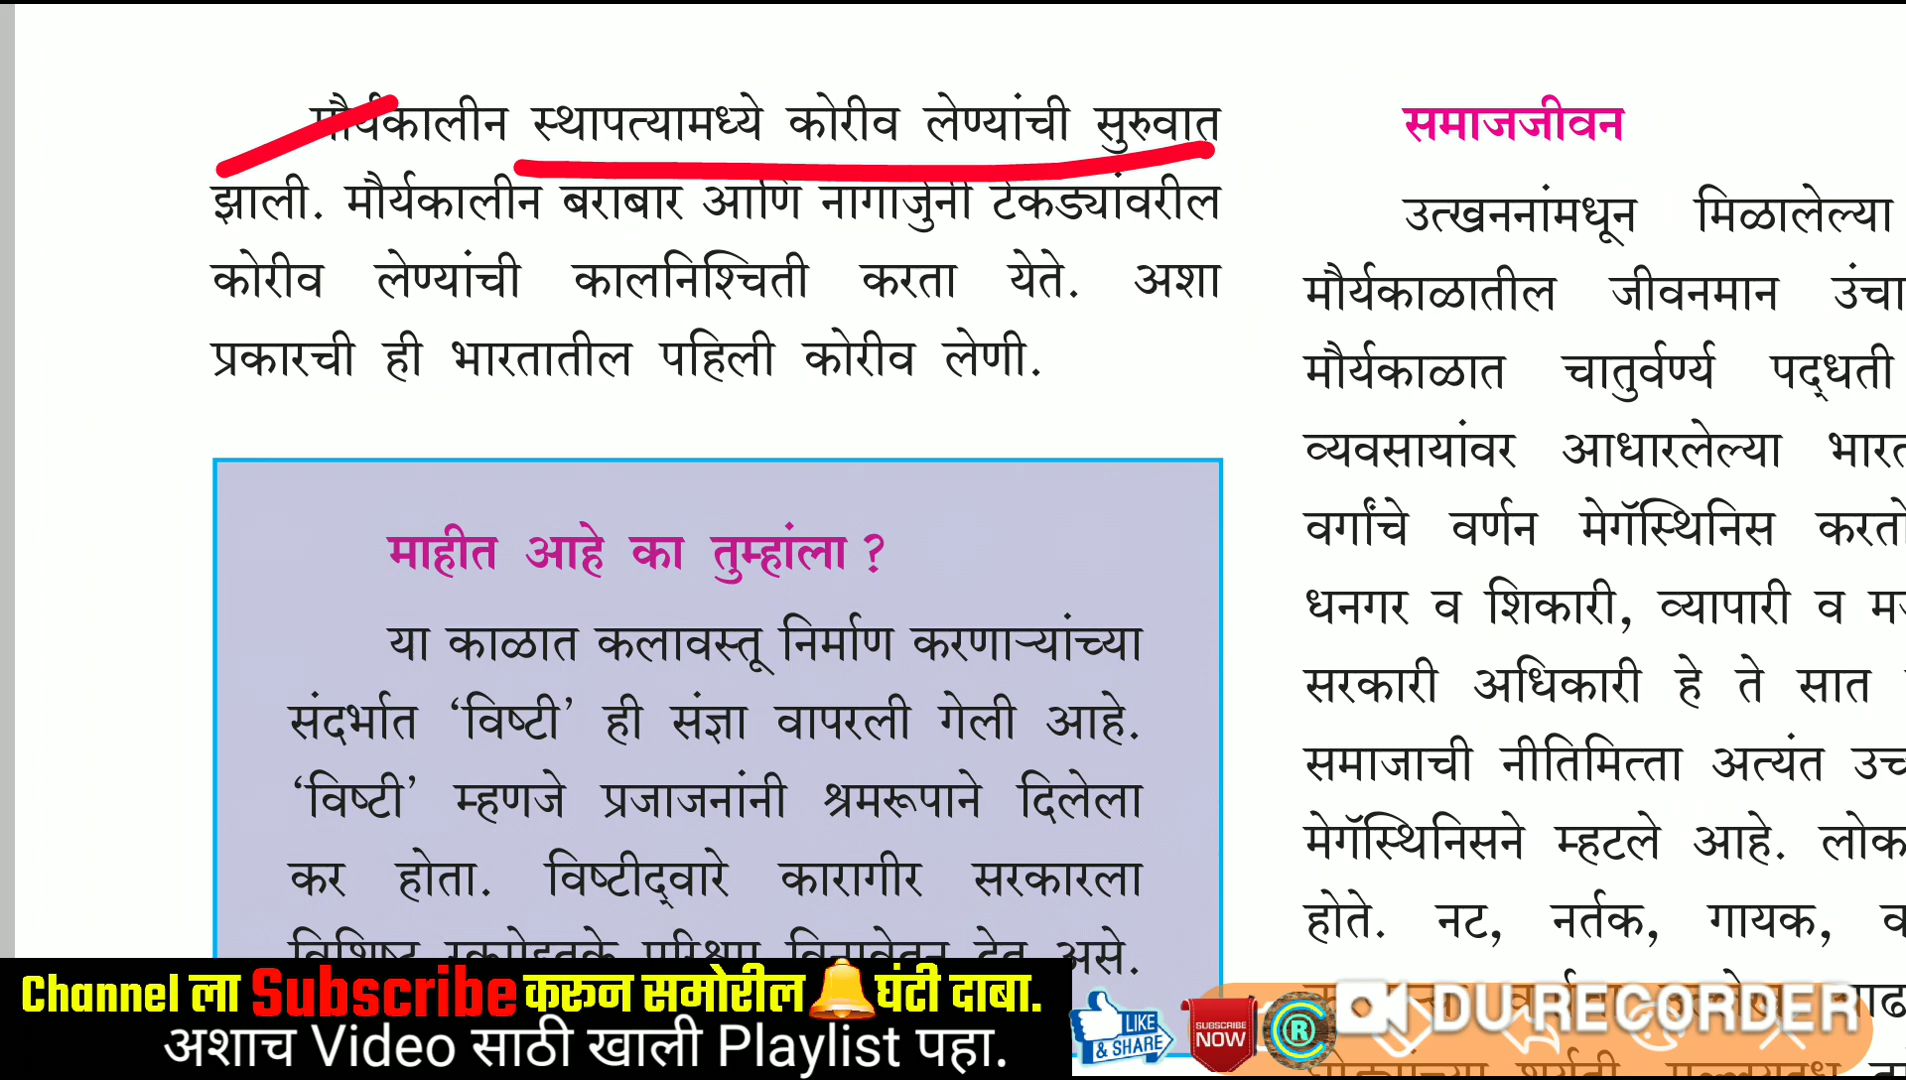 मौर्यकालीन स्थापत्यामध्ये कोरीव लेण्यांची सुरुवात
झाली. मौर्यकालीन बराबार आणि नागार्जुनी टेकड्यांवरील
कोरीव लेण्यांची कालनिश्चिती करता येते. अशा
प्रकारची ही भारतातील पहिली कोरीव लेणी.
माहीत आहे का तुम्हांला ?
या काळात कलावस्तू निर्माण करणाऱ्यांच्या
संदर्भात ‘विष्टी’ ही संज्ञा वापरली गेली आहे.
‘विष्टी’ म्हणजे प्रजाजनांनी श्रमरूपाने दिलेला
कर होता. विष्टीद्वारे कारागीर सरकारला
असे.
समाजजीवन
उत्खननांमधून मिळालेल्या
मौर्यकाळातील जीवनमान उंचा
मौर्यकाळात चातुर्वर्ण्य पद्धती
व्यवसायांवर आधारलेल्या भारत
वर्गांचे वर्णन मेगॅस्थिनिस करतो
धनगर व शिकारी, व्यापारी व
सरकारी अधिकारी हे ते सात
समाजाची नीतिमित्ता अत्यंत उच्च
मेगॅस्थिनिसने म्हटले आहे. लोक
होते. नट, नर्तक, गायक, व
Channel ला Subscribe करून समोरील घंटी दाबा.
अशाच Video साठी खाली Playlist पहा.
LIKE
& SHARE
SUBSCRIBE
NOW
R
DU RECORDER